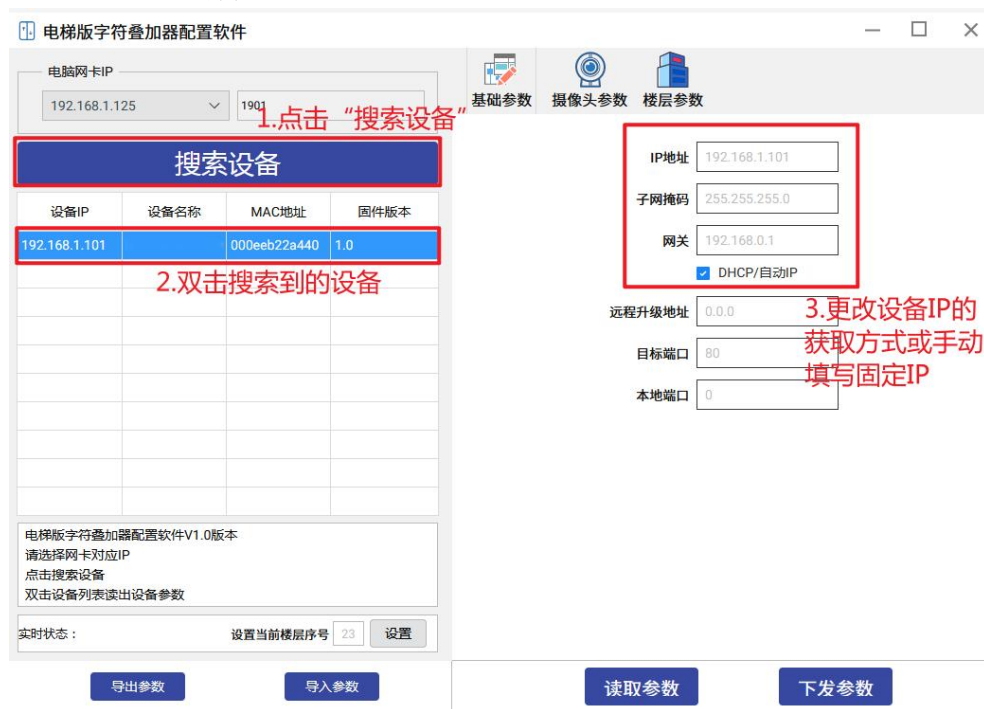 电梯版字符叠加器配置软件
电脑网卡IP
192.168.1.125
1901
1.点击“搜索设备”
搜索设备
设备IP 设备名称 MAC地址 固件版本
192.168.1.101 000eeb22a440 1.0
2.双击搜索到的设备
电梯版字符叠加器配置软件V1.0版本
请选择网卡对应IP
点击搜索设备
双击设备列表读出设备参数
实时状态：
设置当前楼层序号 23 设置
导出参数 导入参数
基础参数 摄像头参数 楼层参数
IP地址 192.168.1.101
子网掩码 255.255.255.0
网关 192.168.0.1
DHCP/自动IP
远程升级地址 0.0.0
目标端口 80
本地端口 0
3.更改设备IP的
获取方式或手动
填写固定IP
读取参数 下发参数